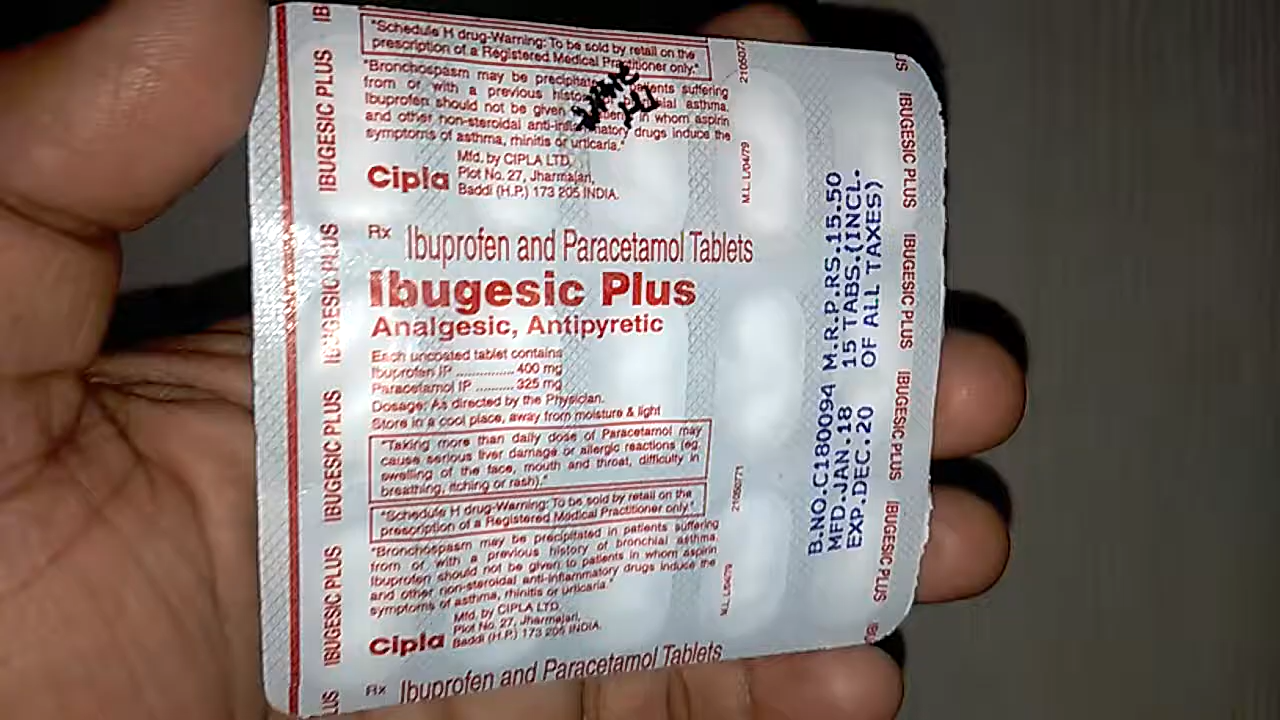 "Schedule H drug-Warning: To be sold by retail on the
prescription of a Registered Medical Practitioner only."
"Bronchospasm may be precipitated patients suffering
from or with a previous history bronchial asthma.
Ibuprofen should not be given in whom aspirin
and other non-steroidal anti-inflammatory drugs induce the
symptoms of asthma, rhinitis or urticaria."
Cipla
Mfd. by CIPLA LTD.
Plot No. 27, Jharmajari,
Baddi (H.P.) 173 205 INDIA.
Rx Ibuprofen and Paracetamol Tablets
Ibugesic Plus
Analgesic, Antipyretic
Each uncoated tablet contains
Ibuprofen IP .............. 400 mg
Paracetamol IP .......... 325 mg
Dosage: As directed by the Physician.
Store in a cool place, away from moisture & light
"Taking more than daily dose of Paracetamol may
cause serious liver damage or allergic reactions (eg.
swelling of the face, mouth and throat, difficulty in
breathing, itching or rash)."
"Schedule H drug-Warning: To be sold by retail on the
prescription of a Registered Medical Practitioner only."
"Bronchospasm may be precipitated in patients suffering
from or with a previous history of bronchial asthma.
Ibuprofen should not be given to patients in whom aspirin
and other non-steroidal anti-inflammatory drugs induce the
symptoms of asthma, rhinitis or urticaria."
Cipla
Mfd. by CIPLA LTD.
Plot No. 27, Jharmajari,
Baddi (H.P.) 173 205 INDIA.
Rx Ibuprofen and Paracetamol Tablets
IB
IBUGESIC PLUS
IBUGESIC PLUS
IBUGESIC PLUS
IBUGESIC PLUS
LUS
21050771
M.L. L/04/79
21050771
M.L. L/04/79
B.NO.C180094 M.R.P.RS.15.50
MFD.JAN.18 15 TABS.(INCL.
EXP.DEC.20 OF ALL TAXES)
US
IBUGESIC PLUS
IBUGESIC PLUS
IBUGESIC PLUS
IBUGESIC PLUS
IB